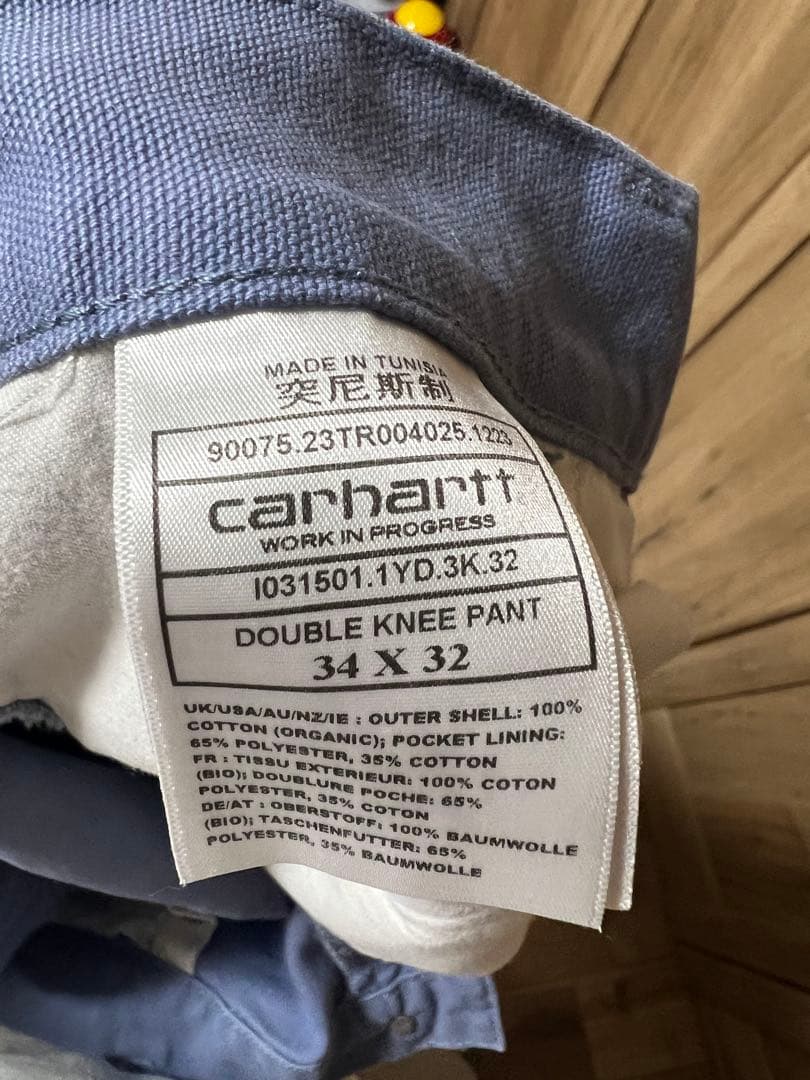 MADE IN TUNISIA
突尼斯制
90075.23TR004025.1223
carhartt
WORK IN PROGRESS
I031501.1YD.3K.32
DOUBLE KNEE PANT
34 X 32
UK/USA/AU/NZ/IE : OUTER SHELL: 100%
COTTON (ORGANIC); POCKET LINING:
65% POLYESTER, 35% COTTON
FR : TISSU EXTERIEUR: 100% COTON
(BIO); DOUBLURE POCHE: 65%
POLYESTER, 35% COTON
DE/AT : OBERSTOFF: 100% BAUMWOLLE
(BIO); TASCHENFUTTER: 65%
POLYESTER, 35% BAUMWOLLE